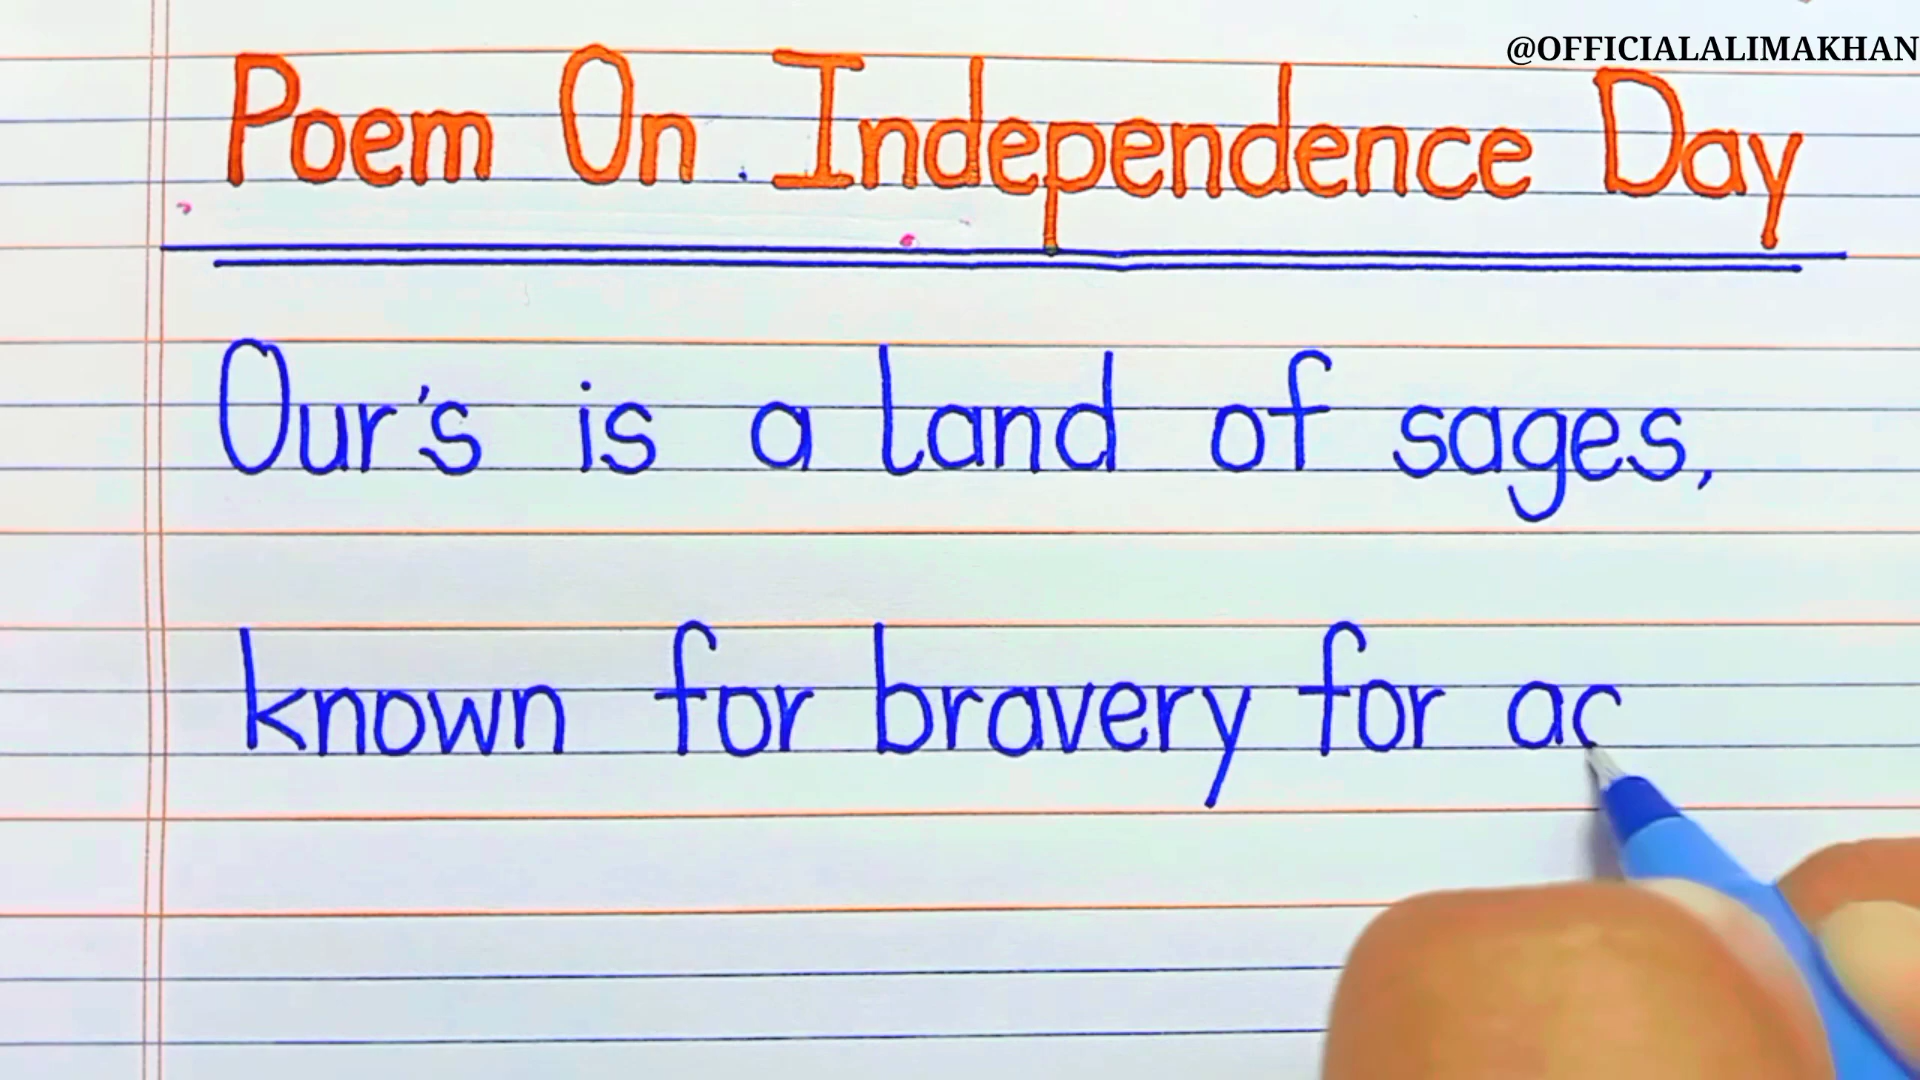 @OFFICIALALIMAKHAN
Poem On Independence Day
Our's is a land of sages,
known for bravery for ac